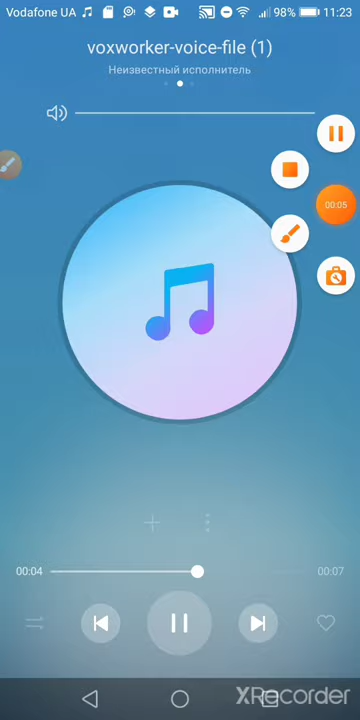 Vodafone UA 98% 11:23
voxworker-voice-file (1)
Неизвестный исполнитель
00:05
00:04 00:07
XRecorder